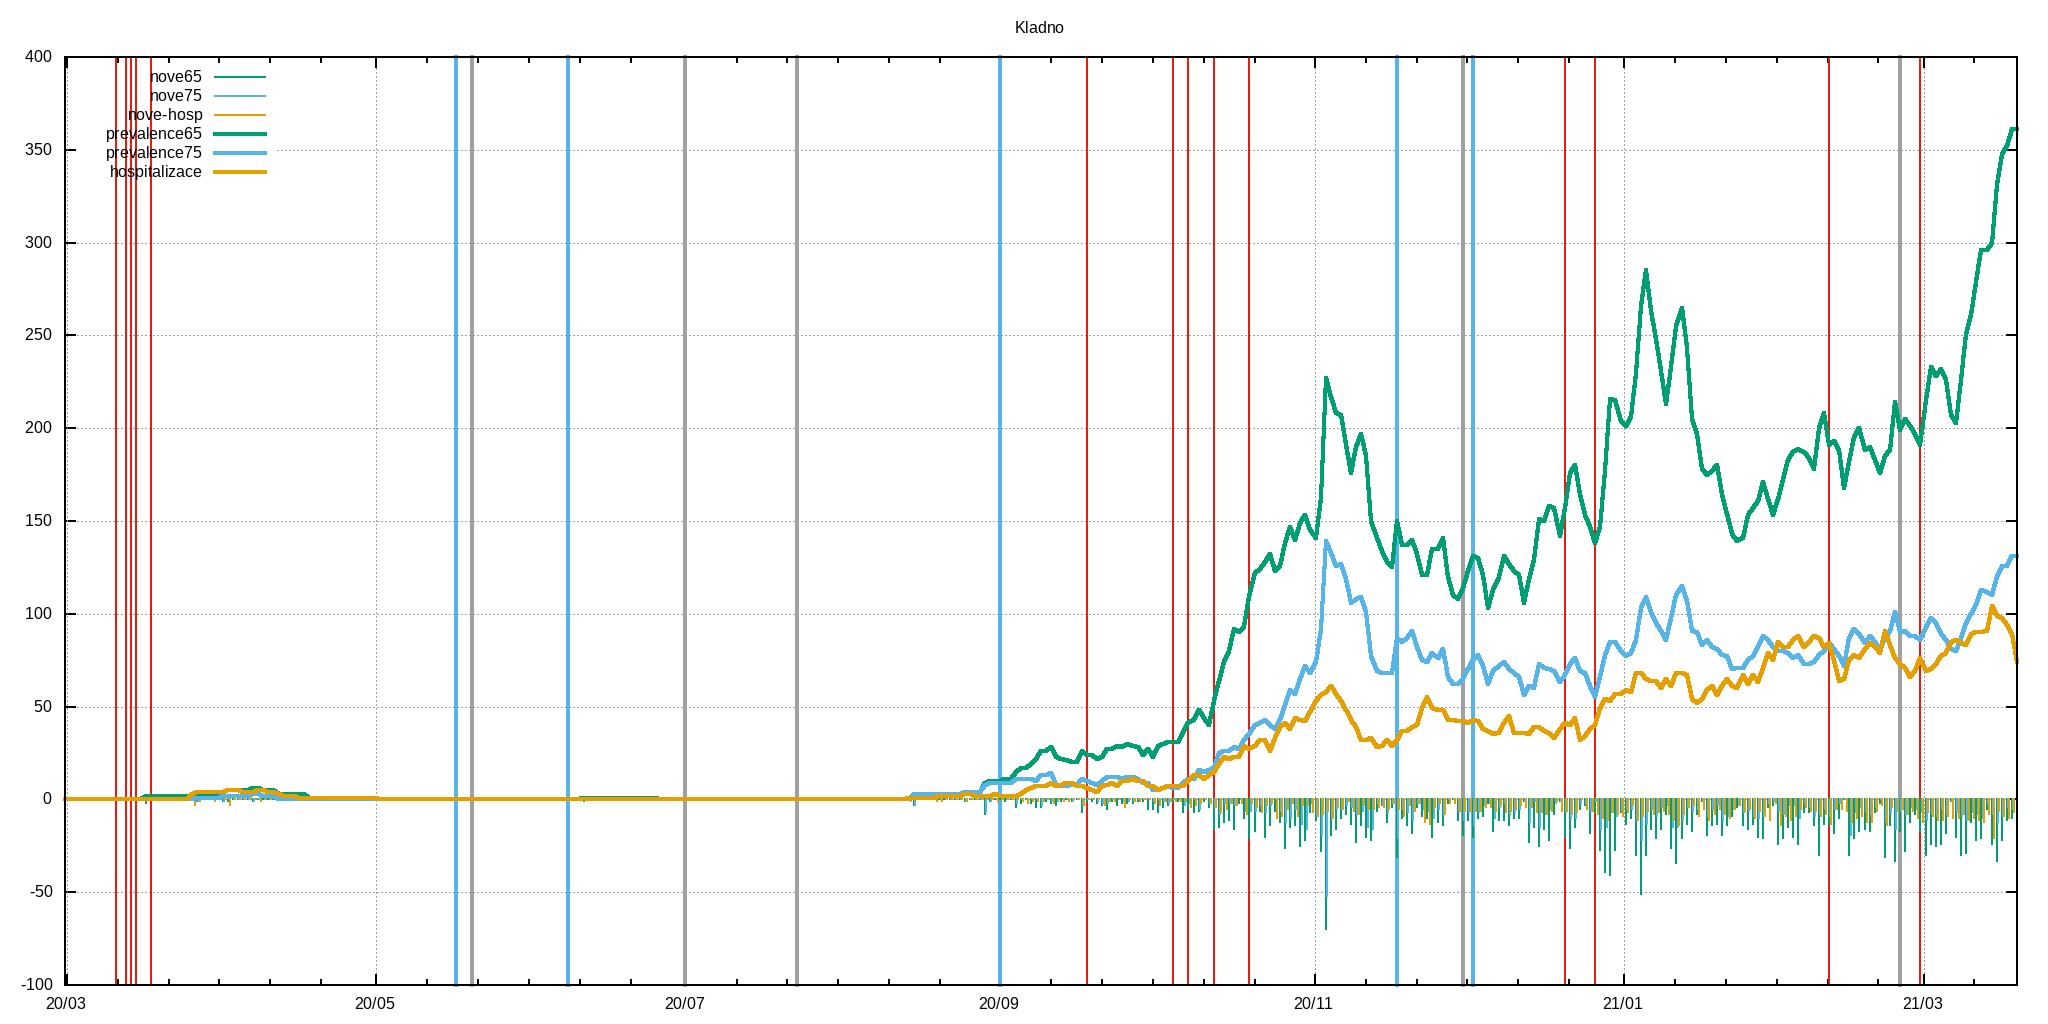 Kladno
400
350
300
250
200
150
100
50
0
-50
-100
nove65
nove75
nove-hosp
prevalence65
prevalence75
hospitalizace
20/03 20/05 20/07 20/09 20/11 21/01 21/03